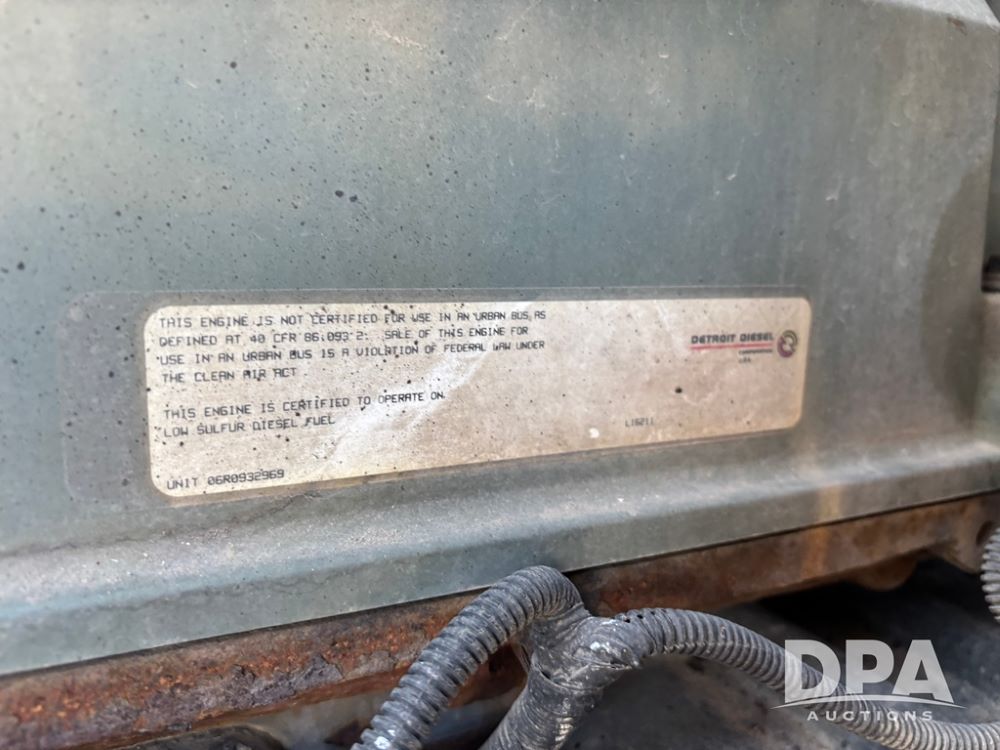 THIS ENGINE IS NOT CERTIFIED FOR USE IN AN URBAN BUS, AS
DEFINED AT 40 CFR 86.093 2. SALE OF THIS ENGINE FOR
USE IN AN URBAN BUS IS A VIOLATION OF FEDERAL LAW UNDER
THE CLEAN AIR ACT
THIS ENGINE IS CERTIFIED TO OPERATE ON
LOW SULFUR DIESEL FUEL
UNIT 06R0932969
L16211
DETROIT DIESEL
CORPORATION
U.S.A.
DPA
AUCTIONS